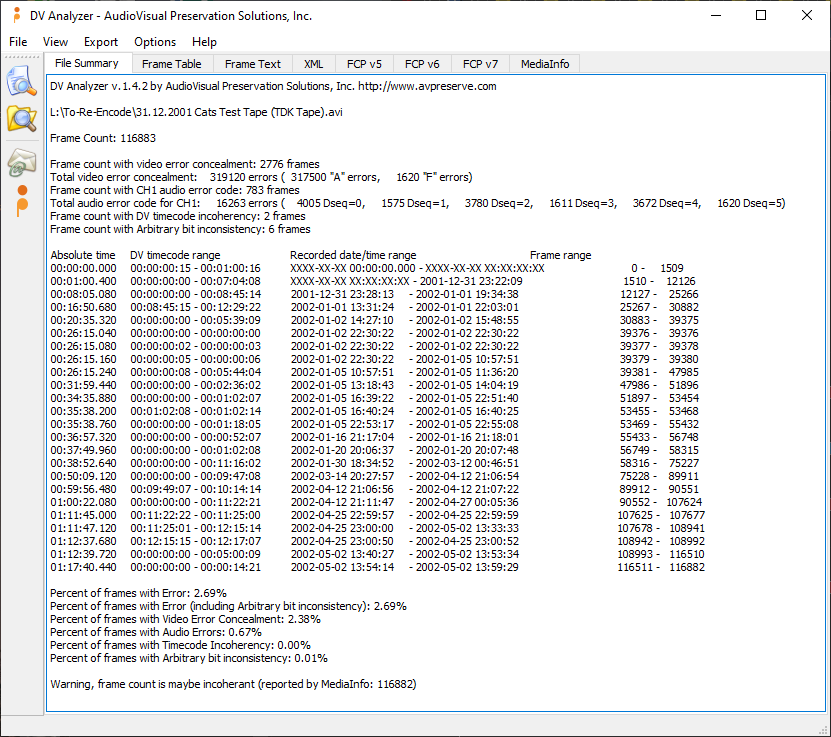 DV Analyzer - AudioVisual Preservation Solutions, Inc.
File View Export Options Help
File Summary Frame Table Frame Text XML FCP v5 FCP v6 FCP v7 MediaInfo
DV Analyzer v.1.4.2 by AudioVisual Preservation Solutions, Inc. http://www.avpreserve.com
L:\To-Re-Encode\31.12.2001 Cats Test Tape (TDK Tape).avi
Frame Count: 116883
Frame count with video error concealment: 2776 frames
Total video error concealment: 319120 errors ( 317500 "A" errors, 1620 "F" errors)
Frame count with CH1 audio error code: 783 frames
Total audio error code for CH1: 16263 errors ( 4005 Dseq=0, 1575 Dseq=1, 3780 Dseq=2, 1611 Dseq=3, 3672 Dseq=4, 1620 Dseq=5)
Frame count with DV timecode incoherency: 2 frames
Frame count with Arbitrary bit inconsistency: 6 frames
Absolute time DV timecode range Recorded date/time range Frame range
00:00:00.000 00:00:00:15 - 00:01:00:16 XXXX-XX-XX 00:00:00.000 - XXXX-XX-XX XX:XX:XX:XX 0 - 1509
00:01:00.400 00:00:00:00 - 00:07:04:08 XXXX-XX-XX XX:XX:XX:XX - 2001-12-31 23:22:09 1510 - 12126
00:08:05.080 00:00:00:00 - 00:08:45:14 2001-12-31 23:28:13 - 2002-01-01 19:34:38 12127 - 25266
00:16:50.680 00:08:45:15 - 00:12:29:22 2002-01-01 13:31:24 - 2002-01-01 22:03:01 25267 - 30882
00:20:35.320 00:00:00:00 - 00:05:39:09 2002-01-02 14:27:10 - 2002-01-02 15:48:55 30883 - 39375
00:26:15.040 00:00:00:00 - 00:00:00:00 2002-01-02 22:30:22 - 2002-01-02 22:30:22 39376 - 39376
00:26:15.080 00:00:00:02 - 00:00:00:03 2002-01-02 22:30:22 - 2002-01-02 22:30:22 39377 - 39378
00:26:15.160 00:00:00:05 - 00:00:00:06 2002-01-02 22:30:22 - 2002-01-05 10:57:51 39379 - 39380
00:26:15.240 00:00:00:08 - 00:05:44:04 2002-01-05 10:57:51 - 2002-01-05 11:36:20 39381 - 47985
00:31:59.440 00:00:00:00 - 00:02:36:02 2002-01-05 13:18:43 - 2002-01-05 14:04:19 47986 - 51896
00:34:35.880 00:00:00:00 - 00:01:02:07 2002-01-05 16:39:22 - 2002-01-05 22:51:40 51897 - 53454
00:35:38.200 00:01:02:08 - 00:01:02:14 2002-01-05 16:40:24 - 2002-01-05 16:40:25 53455 - 53468
00:35:38.760 00:00:00:00 - 00:01:18:05 2002-01-05 22:53:17 - 2002-01-05 22:55:08 53469 - 55432
00:36:57.320 00:00:00:00 - 00:00:52:07 2002-01-16 21:17:04 - 2002-01-16 21:18:01 55433 - 56748
00:37:49.960 00:00:00:00 - 00:01:02:08 2002-01-20 20:06:37 - 2002-01-20 20:07:48 56749 - 58315
00:38:52.640 00:00:00:00 - 00:11:16:02 2002-01-30 18:34:52 - 2002-03-12 00:46:51 58316 - 75227
00:50:09.120 00:00:00:00 - 00:09:47:08 2002-03-14 20:27:57 - 2002-04-12 21:06:54 75228 - 89911
00:59:56.480 00:09:49:07 - 00:10:14:14 2002-04-12 21:06:56 - 2002-04-12 21:07:22 89912 - 90551
01:00:22.080 00:00:00:00 - 00:11:22:21 2002-04-12 21:11:47 - 2002-04-27 00:05:36 90552 - 107624
01:11:45.000 00:11:22:22 - 00:11:25:00 2002-04-25 22:59:57 - 2002-04-25 22:59:59 107625 - 107677
01:11:47.120 00:11:25:01 - 00:12:15:14 2002-04-25 23:00:00 - 2002-05-02 13:33:33 107678 - 108941
01:12:37.680 00:12:15:15 - 00:12:17:07 2002-04-25 23:00:50 - 2002-04-25 23:00:52 108942 - 108992
01:12:39.720 00:00:00:00 - 00:05:00:09 2002-05-02 13:40:27 - 2002-05-02 13:53:34 108993 - 116510
01:17:40.440 00:00:00:00 - 00:00:14:21 2002-05-02 13:54:14 - 2002-05-02 13:59:29 116511 - 116882
Percent of frames with Error: 2.69%
Percent of frames with Error (including Arbitrary bit inconsistency): 2.69%
Percent of frames with Video Error Concealment: 2.38%
Percent of frames with Audio Errors: 0.67%
Percent of frames with Timecode Incoherency: 0.00%
Percent of frames with Arbitrary bit inconsistency: 0.01%
Warning, frame count is maybe incoherant (reported by MediaInfo: 116882)